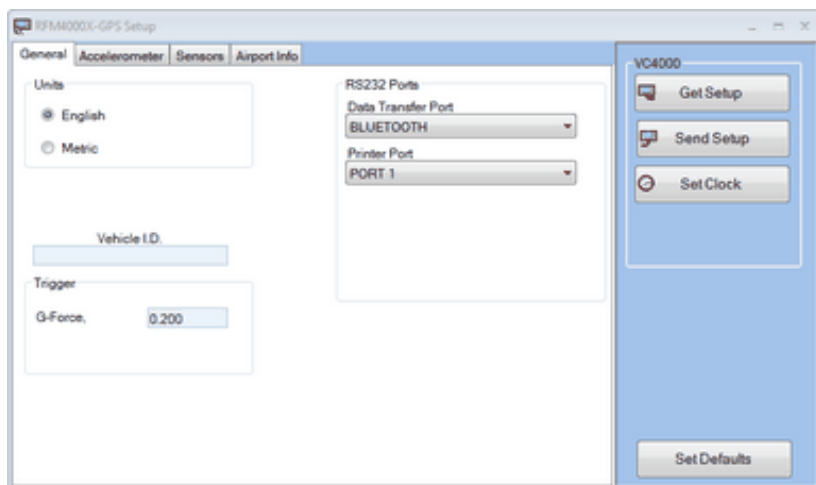 RFM4000X-GPS Setup
General Accelerometer Sensors Airport Info
Units
English
Metric
Vehicle I.D.
Trigger
G-Force, 0.200
RS232 Ports
Data Transfer Port
BLUETOOTH
Printer Port
PORT 1
VC4000
Get Setup
Send Setup
Set Clock
Set Defaults